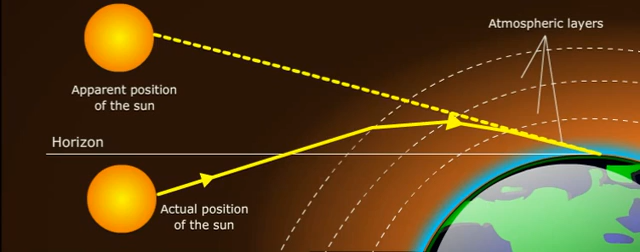 Atmospheric layers
Apparent position
of the sun
Horizon
Actual position
of the sun